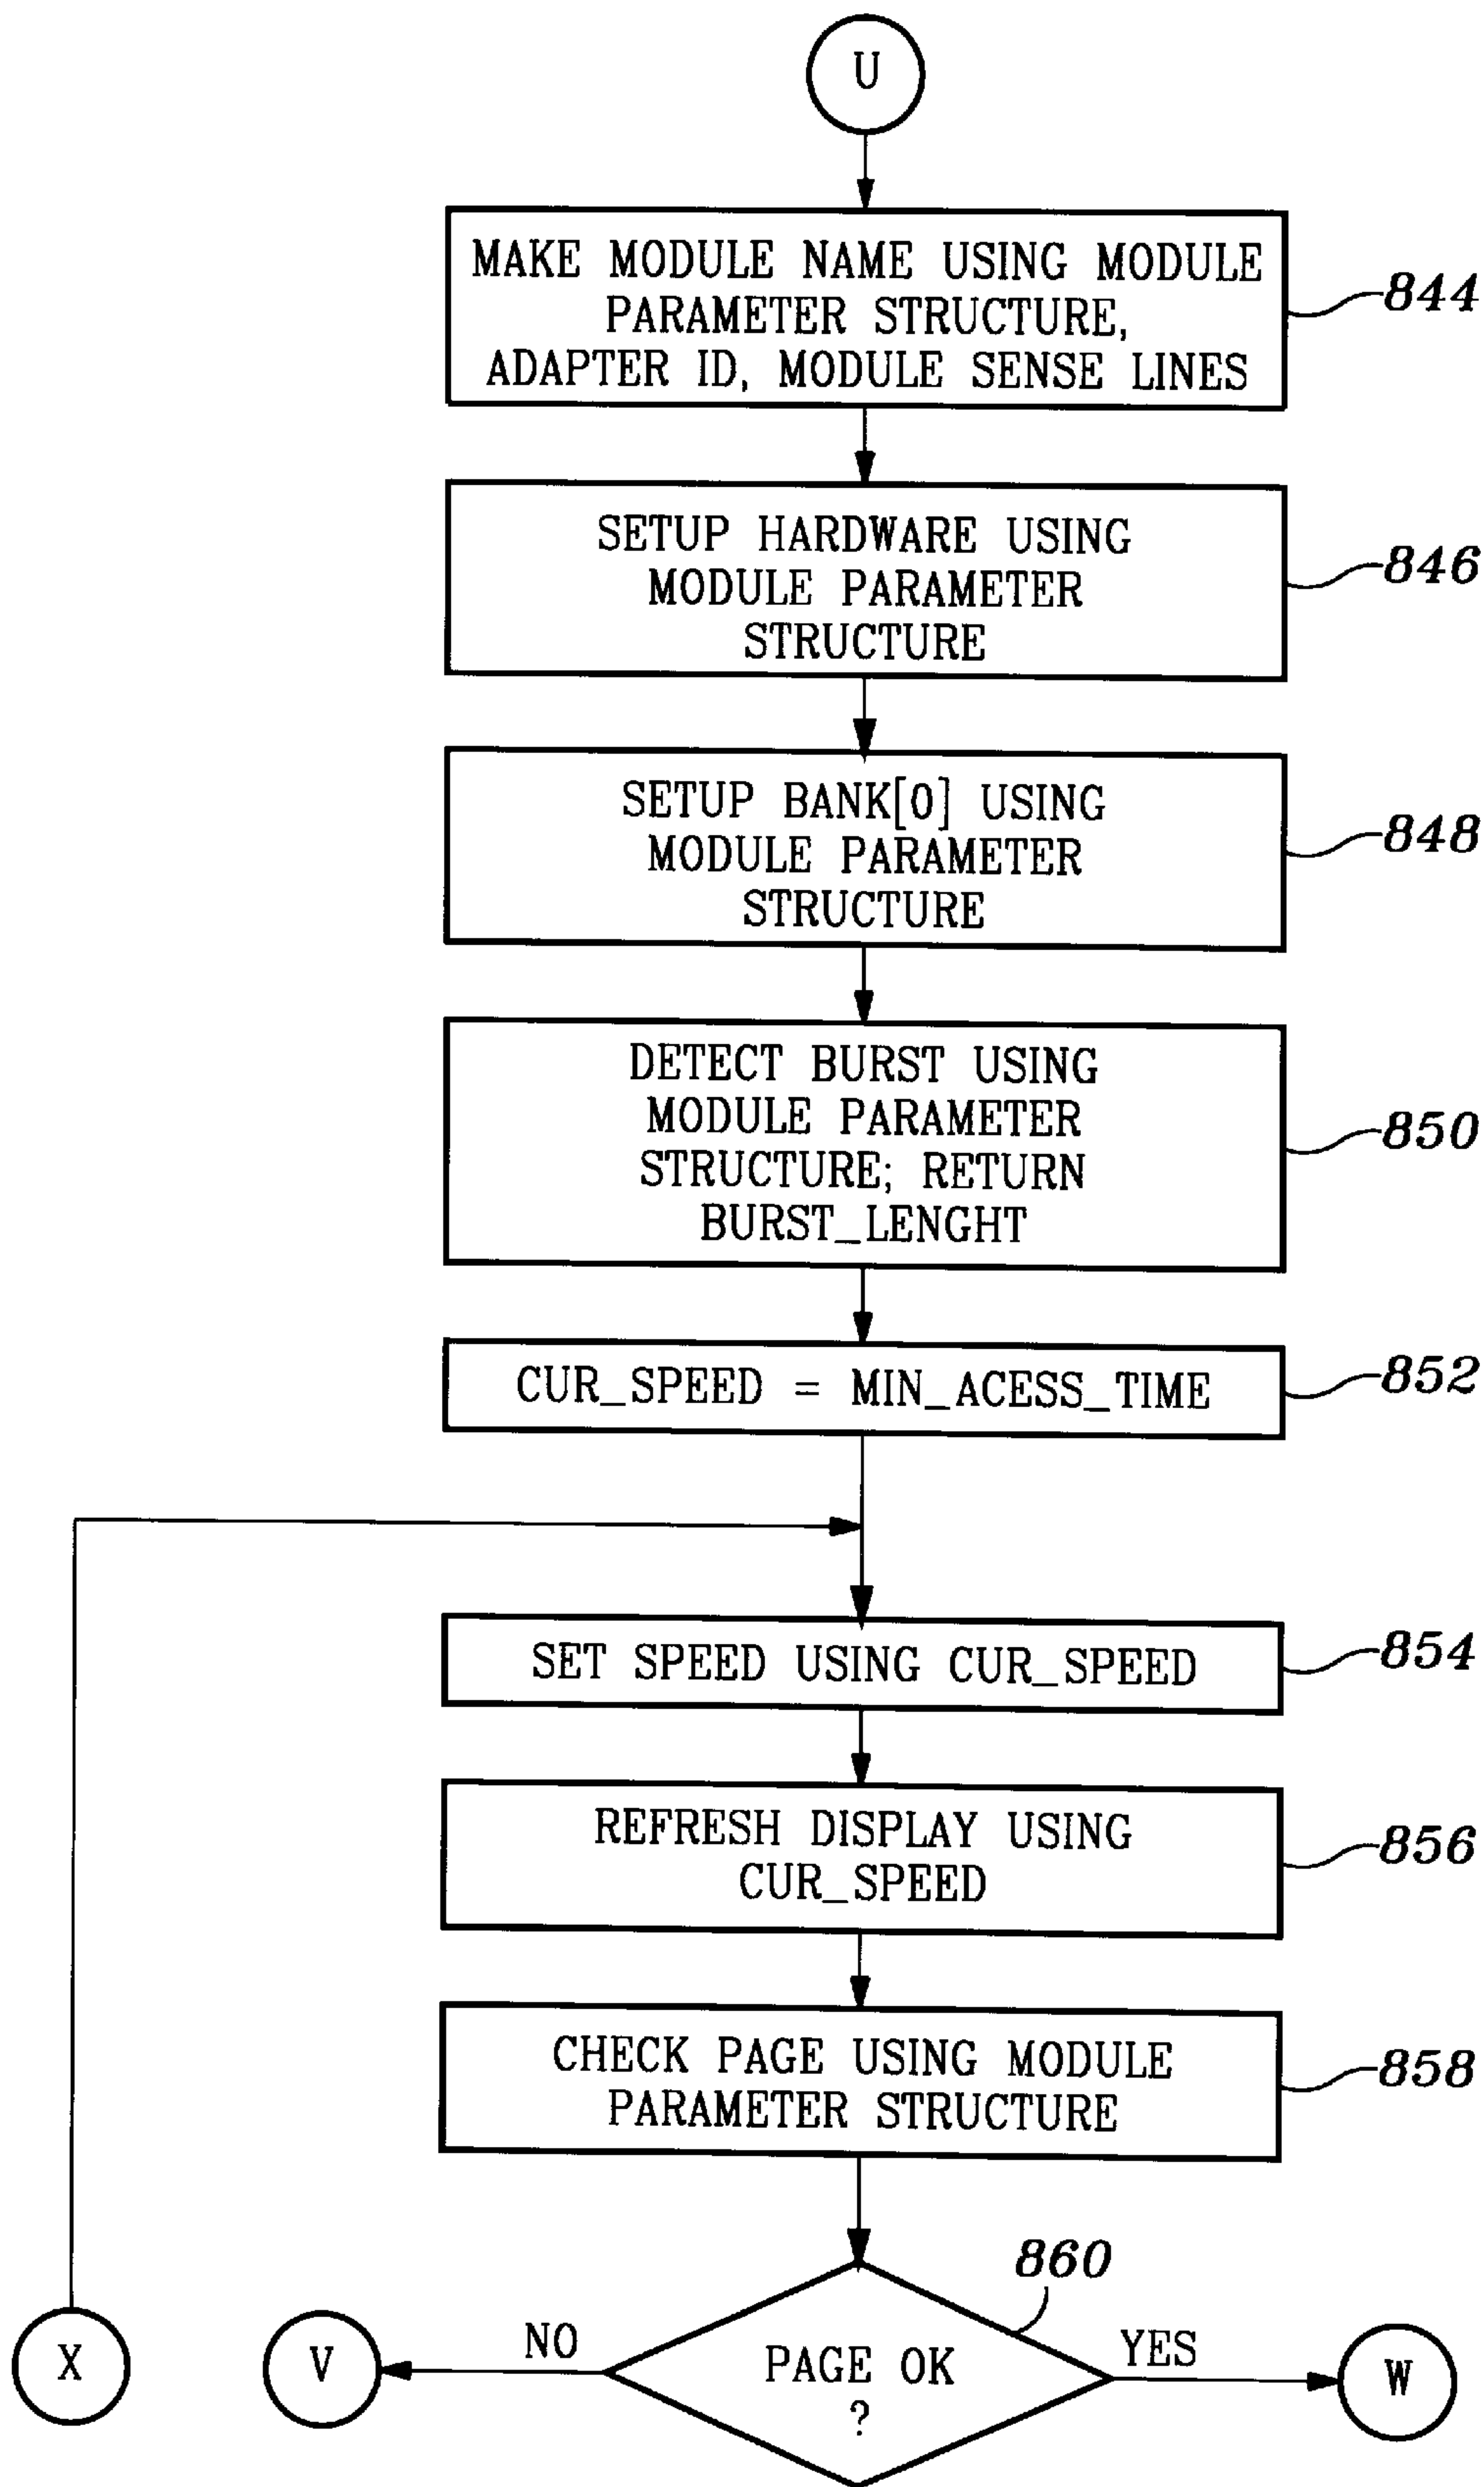 U
MAKE MODULE NAME USING MODULE
PARAMETER STRUCTURE,
ADAPTER ID, MODULE SENSE LINES
844
SETUP HARDWARE USING
MODULE PARAMETER
STRUCTURE
846
SETUP BANK[0] USING
MODULE PARAMETER
STRUCTURE
848
DETECT BURST USING
MODULE PARAMETER
STRUCTURE; RETURN
BURST_LENGHT
850
CUR_SPEED = MIN_ACESS_TIME
852
SET SPEED USING CUR_SPEED
854
REFRESH DISPLAY USING
CUR_SPEED
856
CHECK PAGE USING MODULE
PARAMETER STRUCTURE
858
860
X
V
NO
PAGE OK
?
YES
W